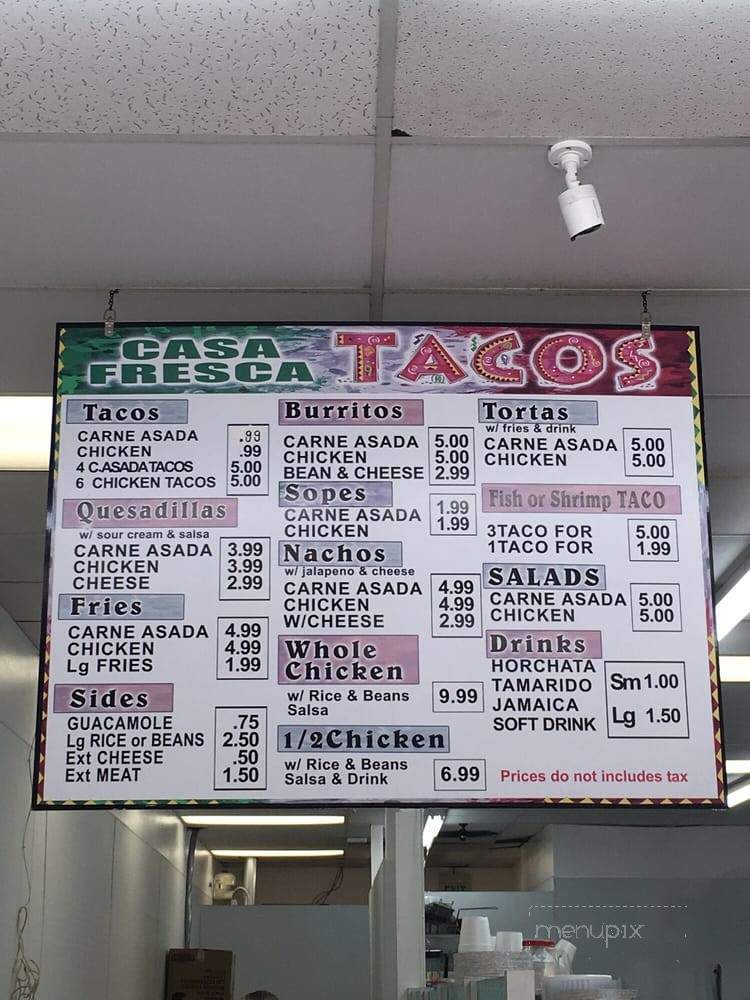 CASA FRESCA TACOS
Tacos
CARNE ASADA .99
CHICKEN .99
4 C.ASADA TACOS 5.00
6 CHICKEN TACOS 5.00
Quesadillas
w/ sour cream & salsa
CARNE ASADA 3.99
CHICKEN 3.99
CHEESE 2.99
Fries
CARNE ASADA 4.99
CHICKEN 4.99
Lg FRIES 1.99
Sides
GUACAMOLE .75
Lg RICE or BEANS 2.50
Ext CHEESE .50
Ext MEAT 1.50
Burritos
CARNE ASADA 5.00
CHICKEN 5.00
BEAN & CHEESE 2.99
Sopes
CARNE ASADA 1.99
CHICKEN 1.99
Nachos
w/ jalapeno & cheese
CARNE ASADA 4.99
CHICKEN 4.99
W/CHEESE 2.99
Whole
Chicken
w/ Rice & Beans 9.99
Salsa
1/2Chicken
w/ Rice & Beans
Salsa & Drink 6.99
Tortas
w/ fries & drink
CARNE ASADA 5.00
CHICKEN 5.00
Fish or Shrimp TACO
3TACO FOR 5.00
1TACO FOR 1.99
SALADS
CARNE ASADA 5.00
CHICKEN 5.00
Drinks
HORCHATA
TAMARIDO Sm 1.00
JAMAICA
SOFT DRINK Lg 1.50
Prices do not includes tax
EXIT
menupix